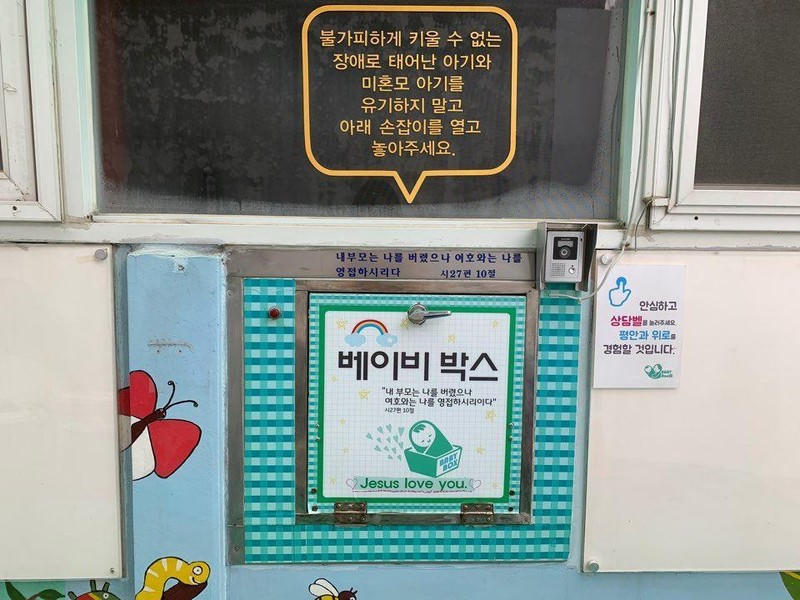 불가피하게 키울 수 없는
장애로 태어난 아기와
미혼모 아기를
유기하지 말고
아래 손잡이를 열고
놓아주세요.
내부모는 나를 버렸으나 여호와는 나를
영접하시리다 시27편 10절
베이비 박스
"내 부모는 나를 버렸으나
여호와는 나를 영접하시리이다"
시27편 10절
BABY
BOX
Jesus love you.
안심하고
상담벨을 눌러주세요.
평안과 위로를
경험할 것입니다.